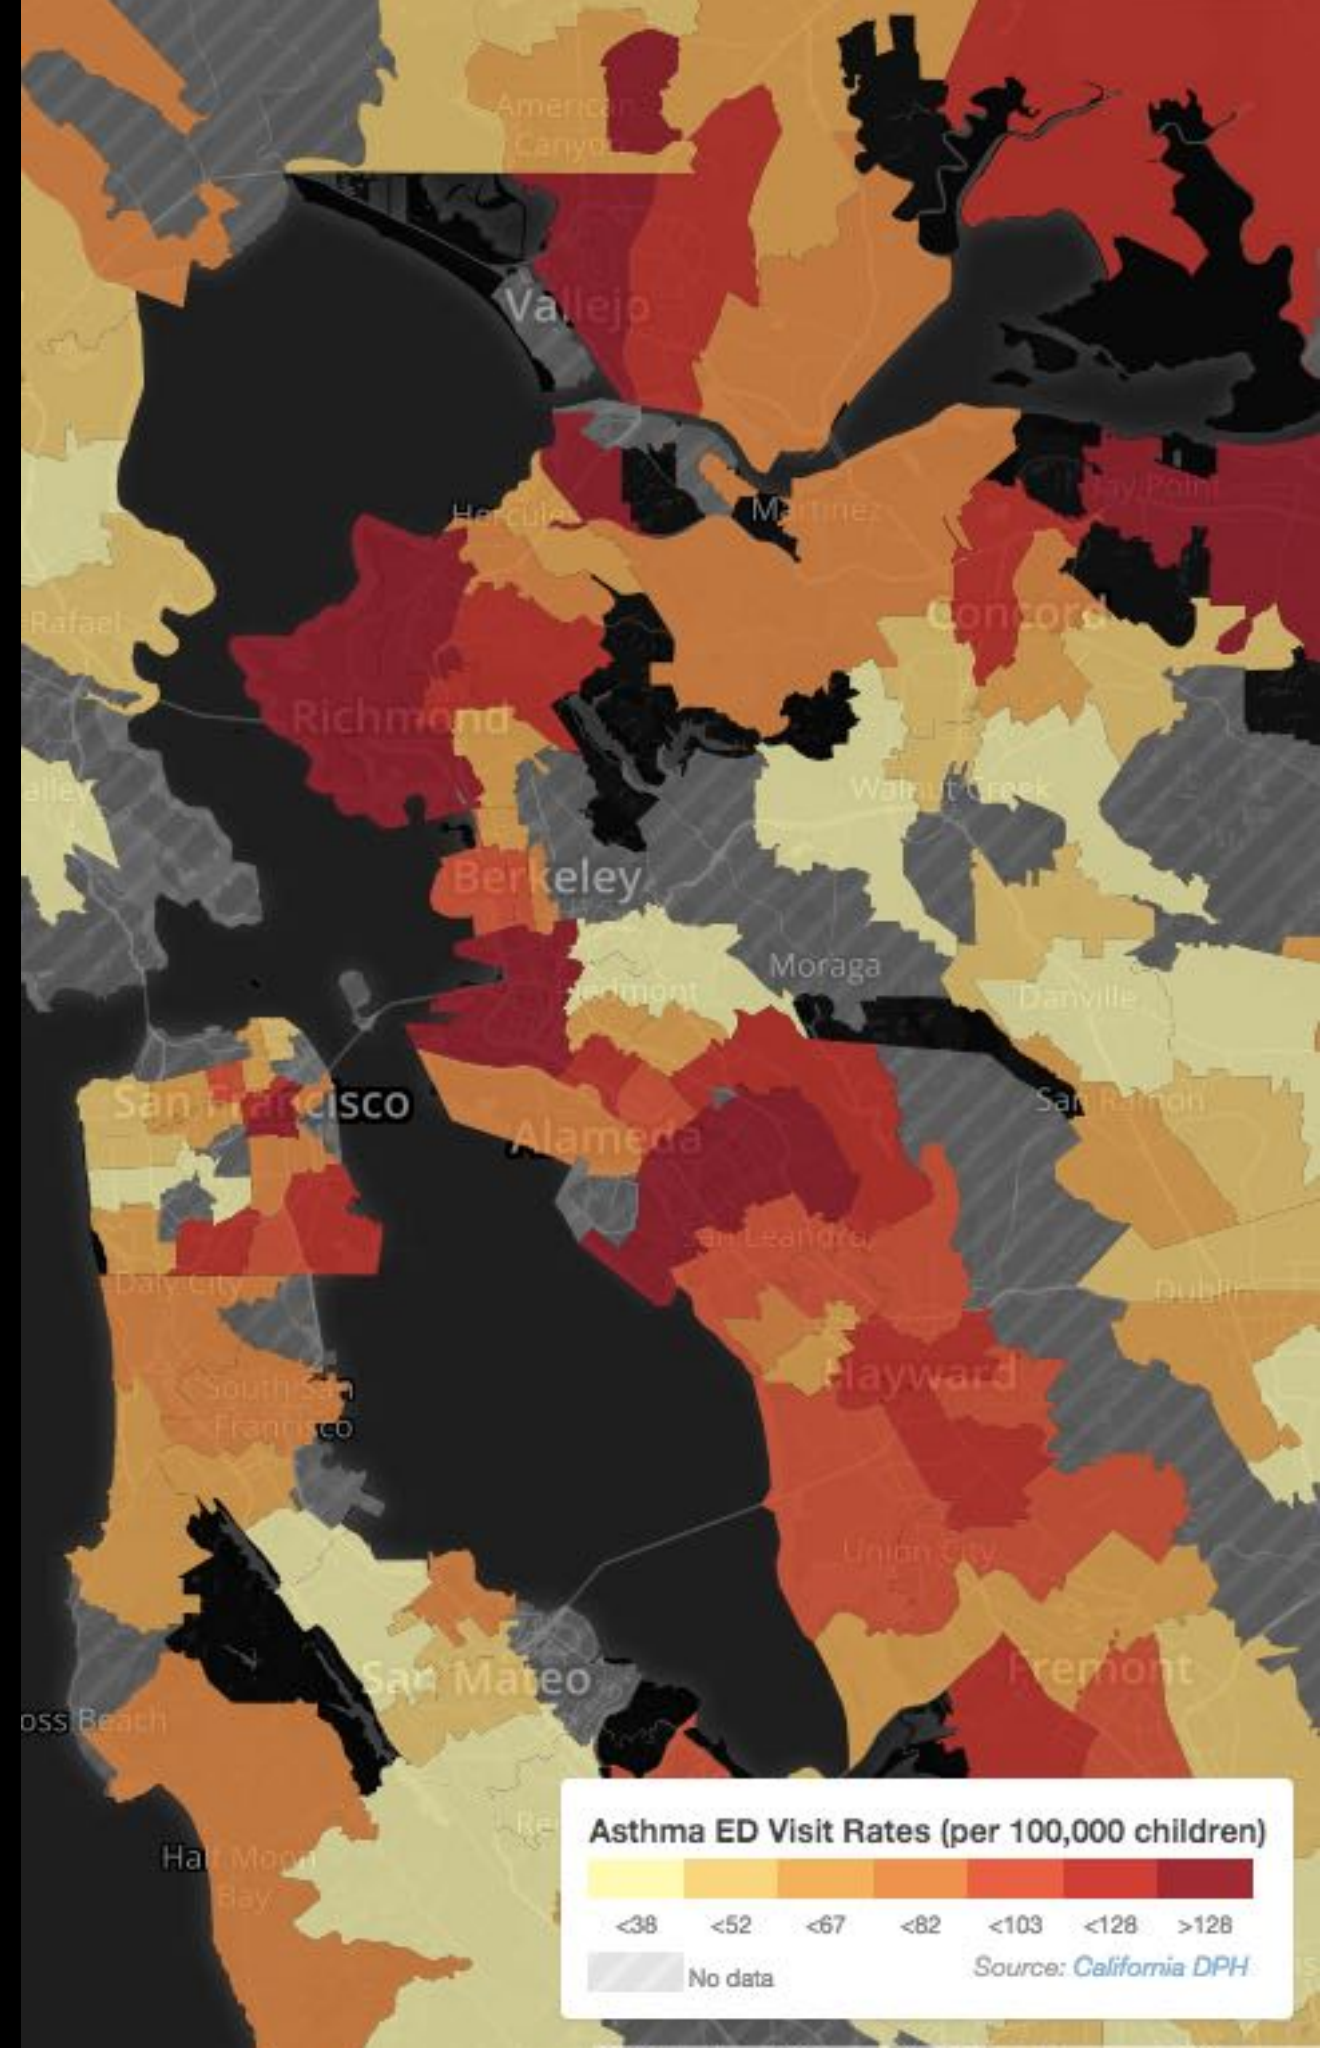 American
Canyon
Vallejo
Hercules
Martinez
Bay Point
Rafael
Concord
Richmond
alley
Walnut Creek
Berkeley
Moraga
Piedmont
Danville
San Francisco
San Ramon
Alameda
San Leandro
Daly City
Dublin
South San
Francisco
Hayward
Union City
San Mateo
Fremont
oss Beach
Half Moon
Bay
Asthma ED Visit Rates (per 100,000 children)
<38 <52 <67 <82 <103 <128 >128
No data
Source: California DPH